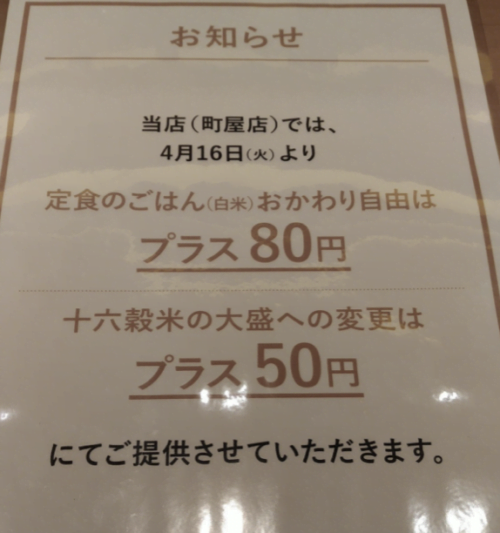 お知らせ
当店（町屋店）では、
4月16日（火）より
定食のごはん（白米）おかわり自由は
プラス 80円
十六穀米の大盛への変更は
プラス 50円
にてご提供させていただきます。